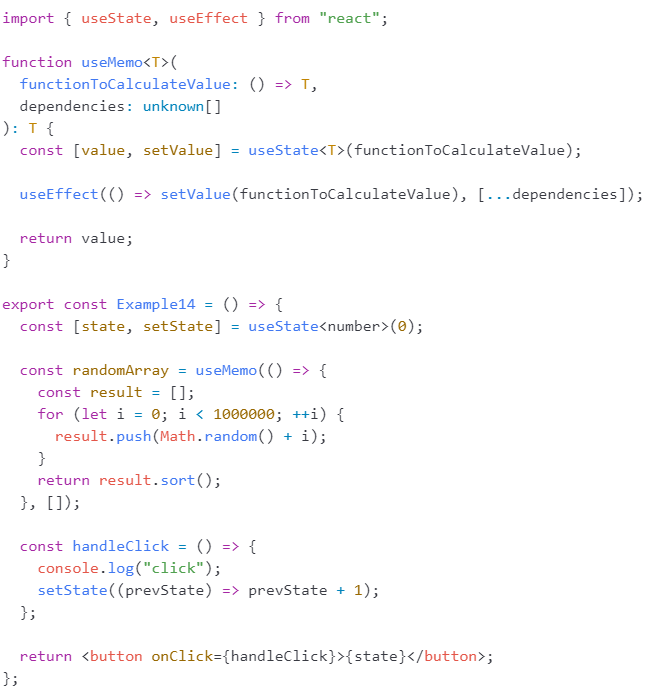 import { useState, useEffect } from "react";

function useMemo<T>(
  functionToCalculateValue: () => T,
  dependencies: unknown[]
): T {
  const [value, setValue] = useState<T>(functionToCalculateValue);

  useEffect(() => setValue(functionToCalculateValue), [...dependencies]);

  return value;
}

export const Example14 = () => {
  const [state, setState] = useState<number>(0);

  const randomArray = useMemo(() => {
    const result = [];
    for (let i = 0; i < 1000000; ++i) {
      result.push(Math.random() + i);
    }
    return result.sort();
  }, []);

  const handleClick = () => {
    console.log("click");
    setState((prevState) => prevState + 1);
  };

  return <button onClick={handleClick}>{state}</button>;
};